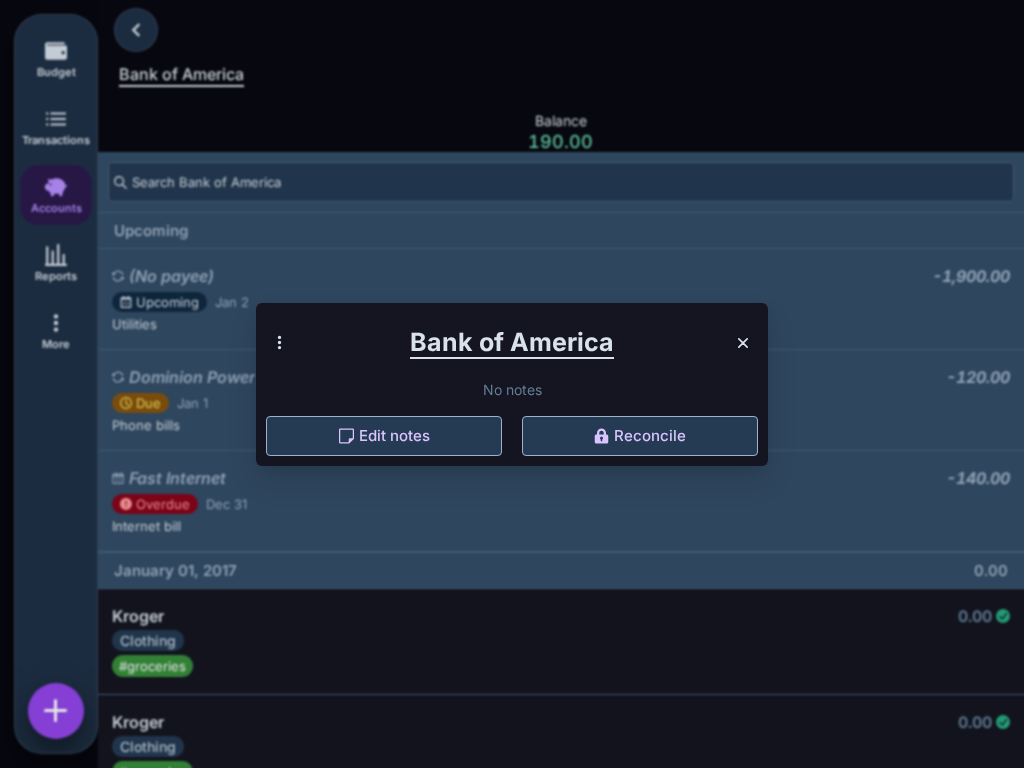 Budget
Transactions
Accounts
Reports
More
Bank of America
Balance
190.00
Search Bank of America
Upcoming
(No payee)
-1,900.00
Upcoming Jan 2
Utilities
Dominion Power
-120.00
Due Jan 1
Phone bills
Fast Internet
-140.00
Overdue Dec 31
Internet bill
Bank of America
No notes
Edit notes
Reconcile
January 01, 2017
0.00
Kroger
0.00
Clothing
#groceries
Kroger
0.00
Clothing